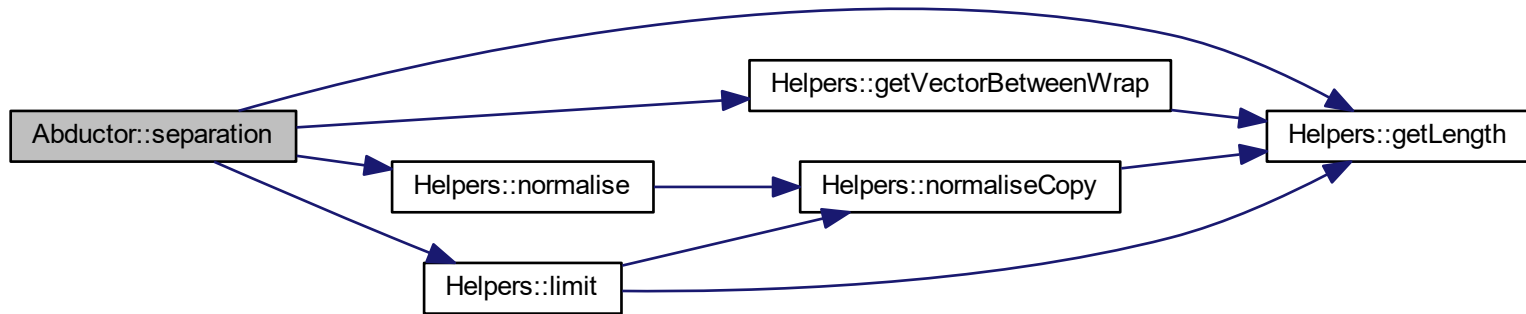 Abductor::separation
Helpers::getVectorBetweenWrap
Helpers::getLength
Helpers::normalise
Helpers::normaliseCopy
Helpers::limit